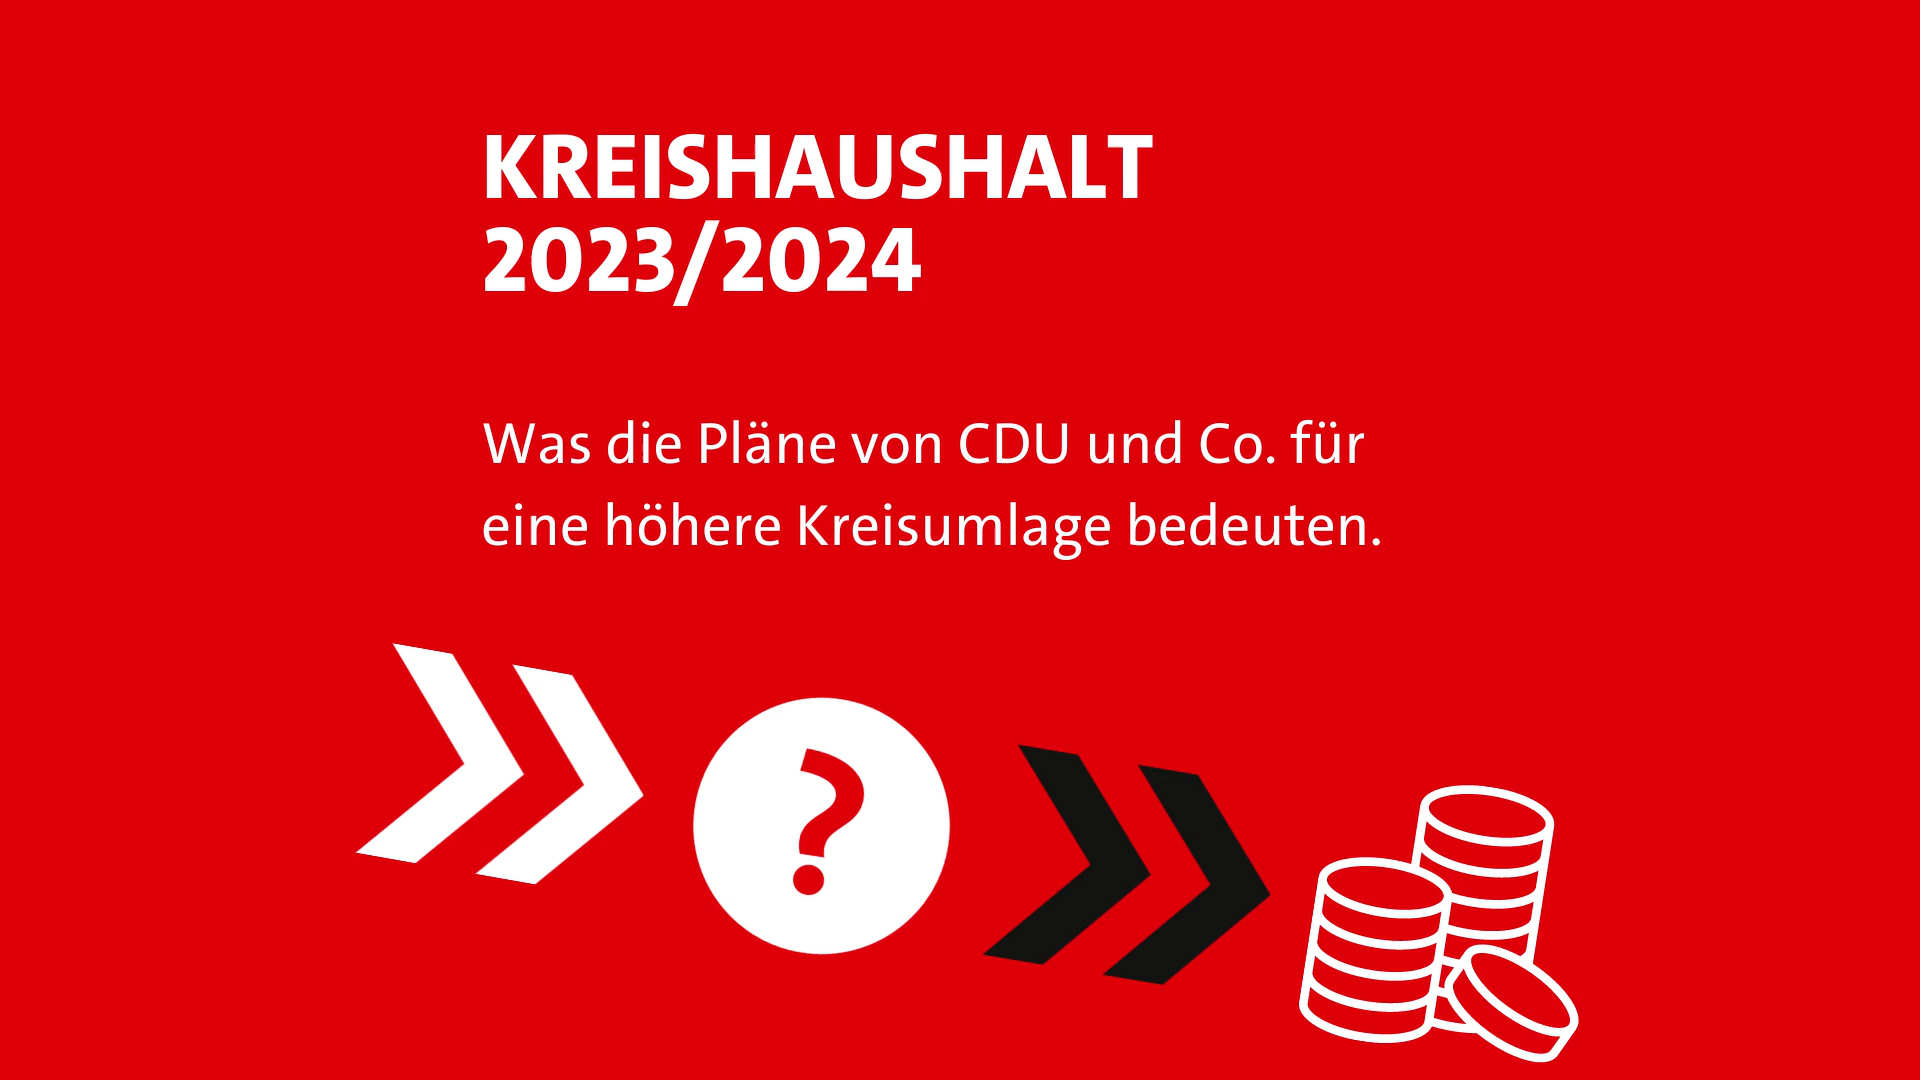 KREISHAUSHALT
2023/2024
Was die Pläne von CDU und Co. für
eine höhere Kreisumlage bedeuten.
?